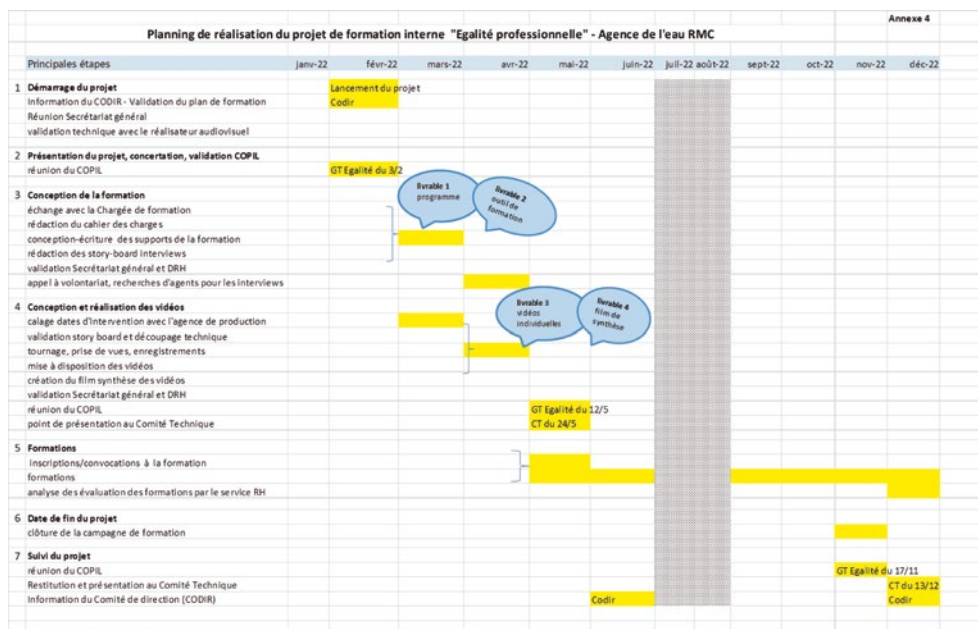 Annexe 4
Planning de réalisation du projet de formation interne "Egalité professionnelle" - Agence de l'eau RMC
Principales étapes janv-22 févr-22 mars-22 avr-22 mai-22 juin-22 juil-22 août-22 sept-22 oct-22 nov-22 déc-22
1 Démarrage du projet Lancement du projet
Information du CODIR - Validation du plan de formation Codir
Réunion Secrétariat général
validation technique avec le réalisateur audiovisuel
2 Présentation du projet, concertation, validation COPIL
réunion du COPIL GT Egalité du 3/2
livrable 1
programme
livrable 2
outil de
formation
3 Conception de la formation
échange avec la Chargée de formation
rédaction du cahier des charges
conception-écriture des supports de la formation
rédaction des story-board interviews
validation Secrétariat général et DRH
appel à volontariat, recherches d'agents pour les interviews
livrable 3
vidéos
individuelles
livrable 4
film de
synthèse
4 Conception et réalisation des vidéos
calage dates d'intervention avec l'agence de production
validation story board et découpage technique
tournage, prise de vues, enregistrements
mise à disposition des vidéos
création du film synthèse des vidéos
validation Secrétariat général et DRH
réunion du COPIL GT Egalité du 12/5
point de présentation au Comité Technique CT du 24/5
5 Formations
inscriptions/convocations à la formation
formations
analyse des évaluation des formations par le service RH
6 Date de fin du projet
clôture de la campagne de formation
7 Suivi du projet
réunion du COPIL GT Egalité du 17/11
Restitution et présentation au Comité Technique CT du 13/12
Information du Comité de direction (CODIR) Codir Codir